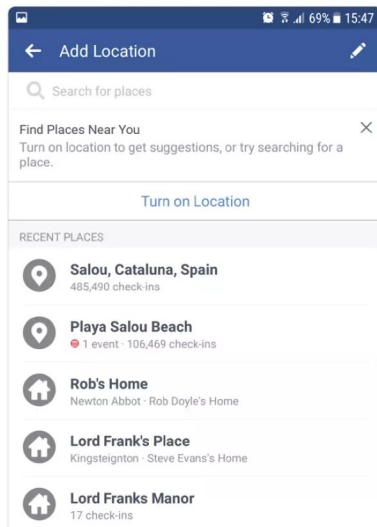 69% 15:47
Add Location
Search for places
Find Places Near You
Turn on location to get suggestions, or try searching for a
place.
Turn on Location
RECENT PLACES
Salou, Cataluna, Spain
485,490 check-ins
Playa Salou Beach
1 event · 106,469 check-ins
Rob's Home
Newton Abbot · Rob Doyle's Home
Lord Frank's Place
Kingsteignton · Steve Evans's Home
Lord Franks Manor
17 check-ins